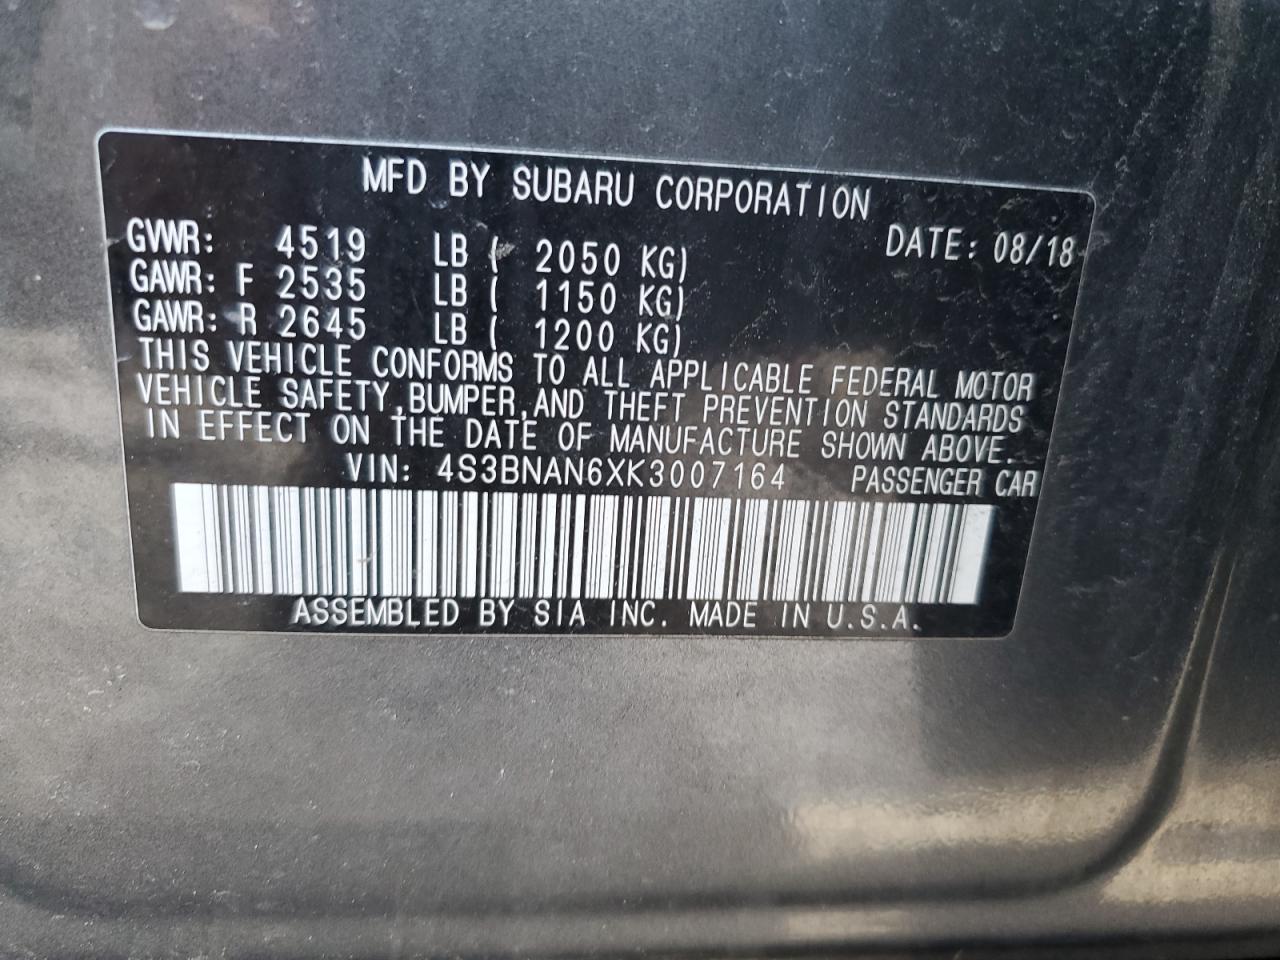 MFD BY SUBARU CORPORATION
GVWR: 4519 LB ( 2050 KG) DATE: 08/18
GAWR: F 2535 LB ( 1150 KG)
GAWR: R 2645 LB ( 1200 KG)
THIS VEHICLE CONFORMS TO ALL APPLICABLE FEDERAL MOTOR
VEHICLE SAFETY,BUMPER,AND THEFT PREVENTION STANDARDS
IN EFFECT ON THE DATE OF MANUFACTURE SHOWN ABOVE.
VIN: 4S3BNAN6XK3007164 PASSENGER CAR
ASSEMBLED BY SIA INC. MADE IN U.S.A.